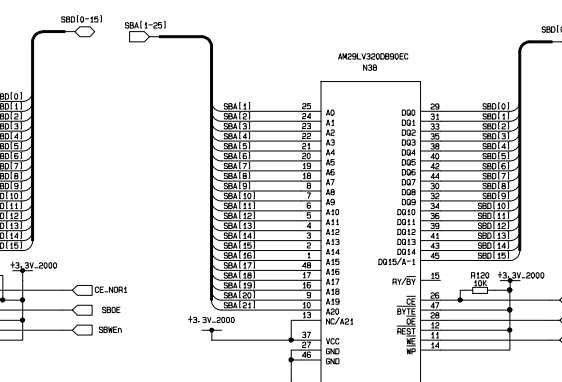 SBD[0-15]
SBA[1-25]
SBD[0
AM29LV320DB90EC
N38
BD[0]
BD[1]
BD[2]
BD[3]
BD[4]
BD[5]
BD[6]
BD[7]
BD[8]
BD[9]
D[10]
D[11]
D[12]
D[13]
D[14]
D[15]
SBA[1] 25 A0
SBA[2] 24 A1
SBA[3] 23 A2
SBA[4] 22 A3
SBA[5] 21 A4
SBA[6] 20 A5
SBA[7] 19 A6
SBA[8] 18 A7
SBA[9] 8 A8
SBA[10] 7 A9
SBA[11] 6 A10
SBA[12] 5 A11
SBA[13] 4 A12
SBA[14] 3 A13
SBA[15] 2 A14
SBA[16] 1 A15
SBA[17] 48 A16
SBA[18] 17 A17
SBA[19] 16 A18
SBA[20] 9 A19
SBA[21] 10 A20
13 NC/A21
37 VCC
27 GND
46 GND
DQ0 29 SBD[0]
DQ1 31 SBD[1]
DQ2 33 SBD[2]
DQ3 35 SBD[3]
DQ4 38 SBD[4]
DQ5 40 SBD[5]
DQ6 42 SBD[6]
DQ7 44 SBD[7]
DQ8 30 SBD[8]
DQ9 32 SBD[9]
DQ10 34 SBD[10]
DQ11 36 SBD[11]
DQ12 39 SBD[12]
DQ13 41 SBD[13]
DQ14 43 SBD[14]
DQ15/A-1 45 SBD[15]
RY/BY 15
CE 26
BYTE 47
OE 28
REST 12
WE 11
WP 14
R120
10K
+3.3V_2000
+3.3V_2000
CE_NOR1
SBOE
SBWEn
+3.3V_2000